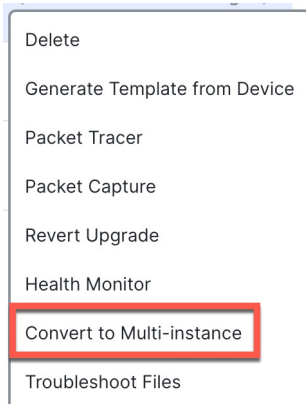 Delete
Generate Template from Device
Packet Tracer
Packet Capture
Revert Upgrade
Health Monitor
Convert to Multi-instance
Troubleshoot Files